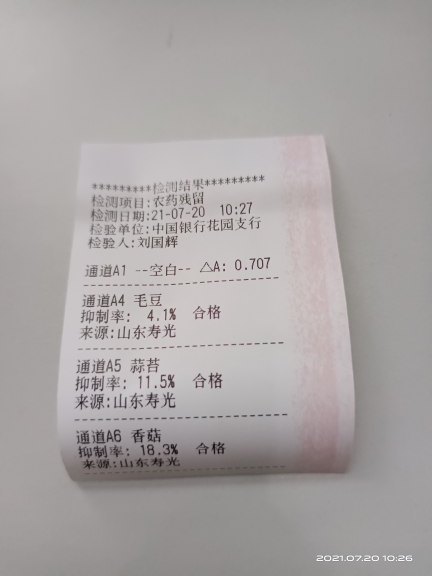 *********检测结果*********
检测项目:农药残留
检测日期:21-07-20 10:27
检验单位:中国银行花园支行
检验人:刘国辉
通道A1 --空白-- △A: 0.707
通道A4 毛豆
抑制率: 4.1% 合格
来源:山东寿光
通道A5 蒜苔
抑制率: 11.5% 合格
来源:山东寿光
通道A6 香菇
抑制率: 18.3% 合格
来源:山东寿光
2021.07.20 10:26